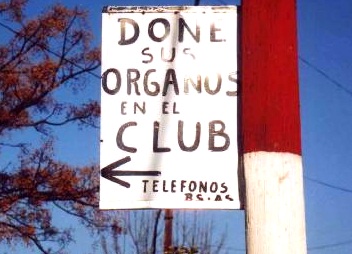 DONE
SUS
ORGANOS
EN EL
CLUB
TELEFONOS
BS·AS